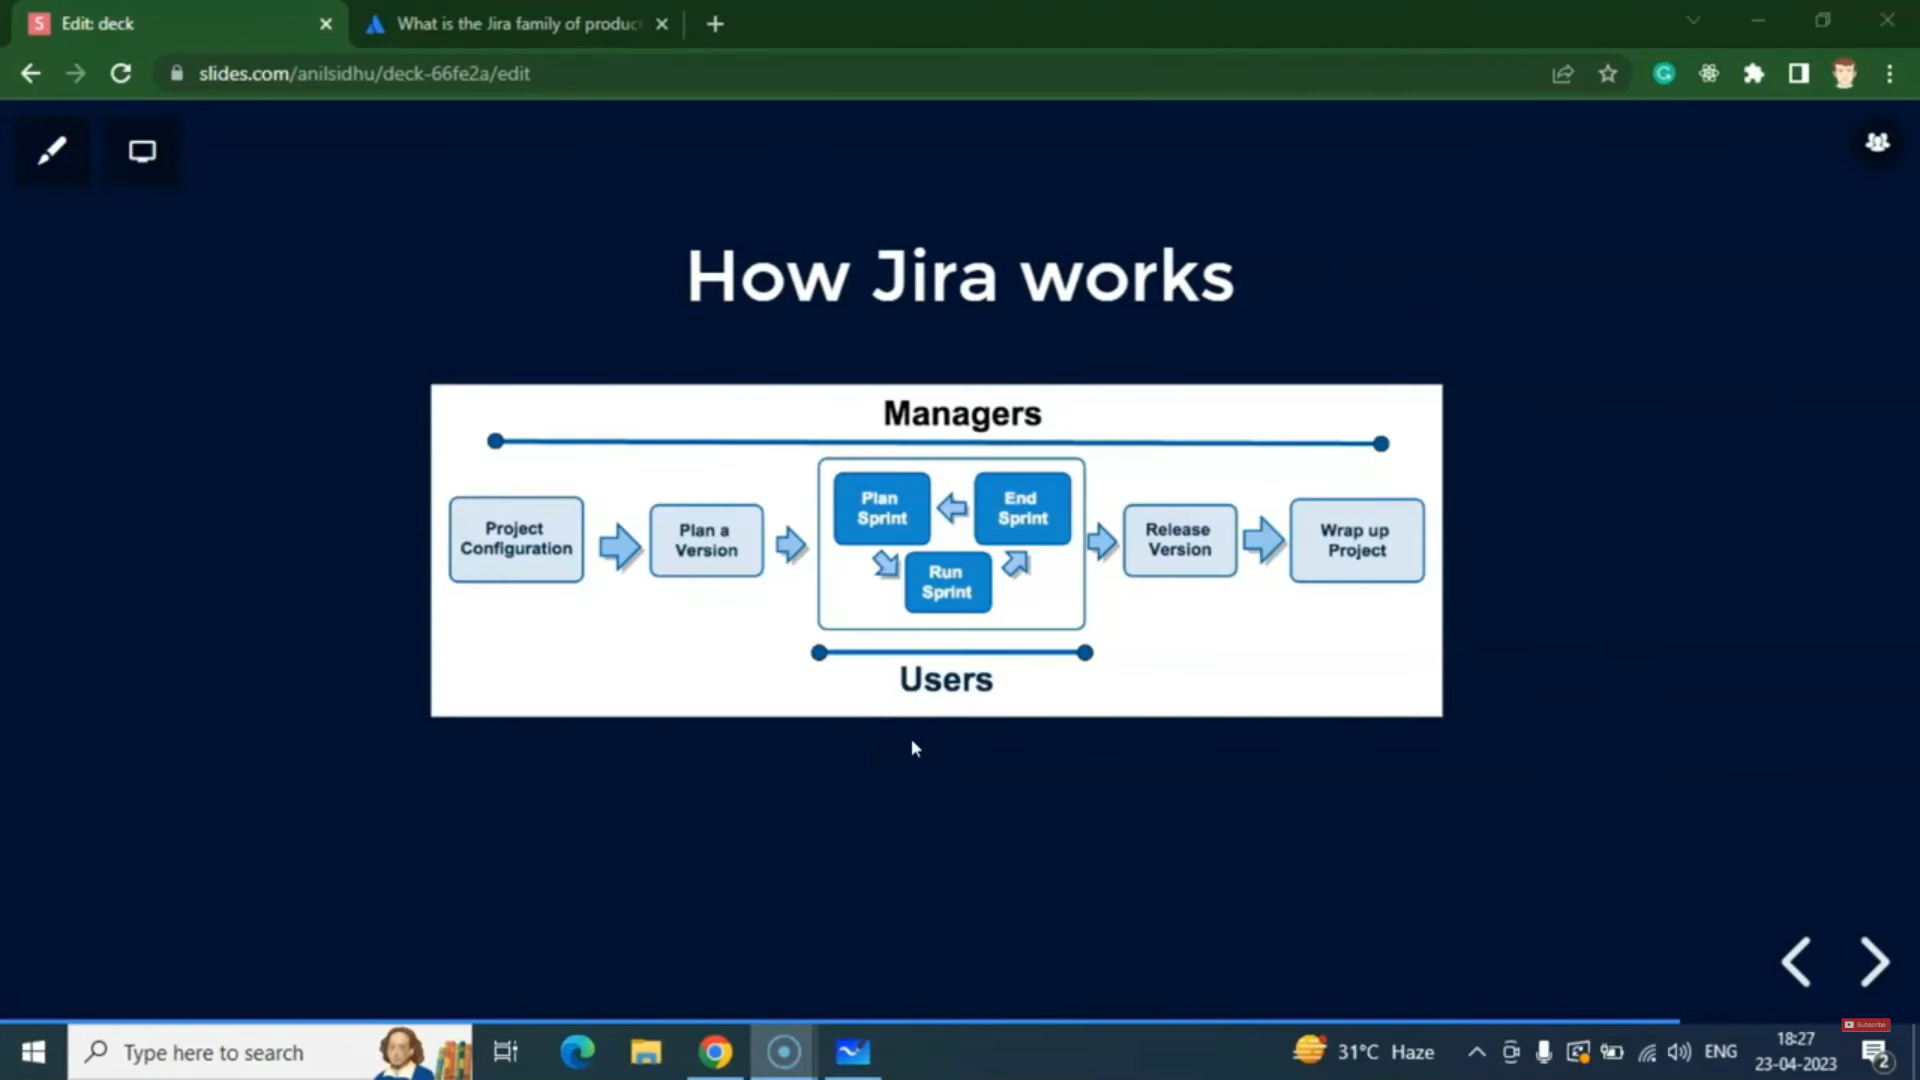 Edit: deck
What is the Jira family of produc
slides.com/anilsidhu/deck-66fe2a/edit
How Jira works
Managers
Project
Configuration
Plan a
Version
Plan
Sprint
End
Sprint
Run
Sprint
Release
Version
Wrap up
Project
Users
Subscribe
Type here to search
31°C Haze
ENG
18:27
23-04-2023
2